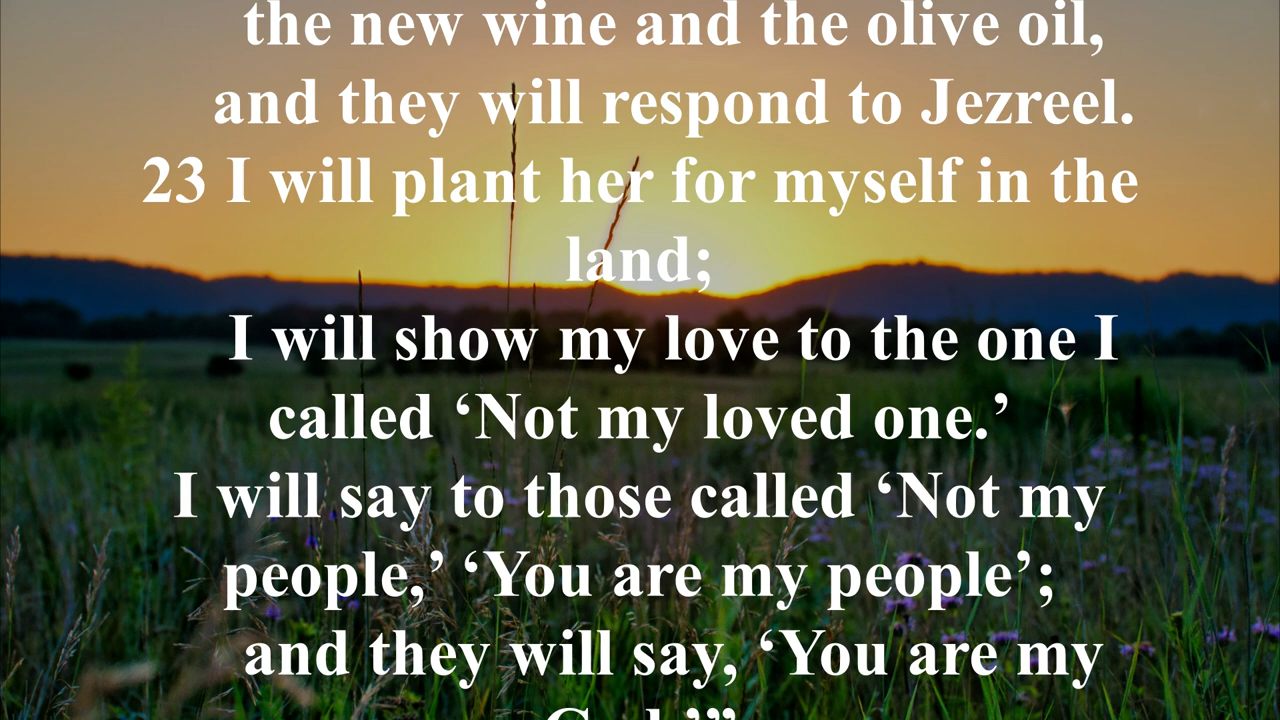 the new wine and the olive oil,
and they will respond to Jezreel.
23 I will plant her for myself in the
land;
I will show my love to the one I
called ‘Not my loved one.’
I will say to those called ‘Not my
people,’ ‘You are my people’;
and they will say, ‘You are my